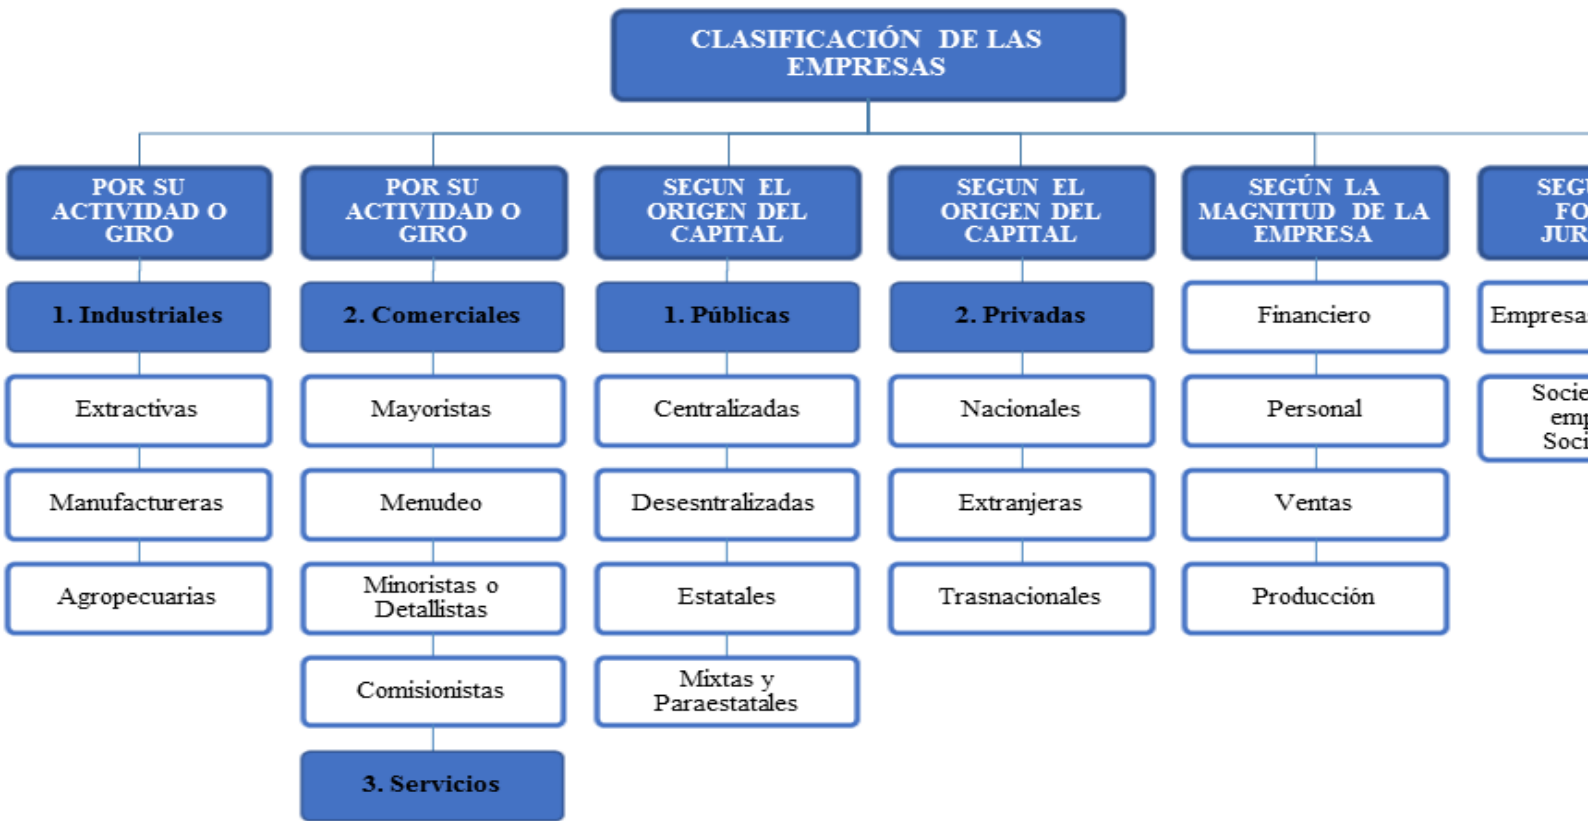 CLASIFICACIÓN DE LAS
EMPRESAS
POR SU
ACTIVIDAD O
GIRO
1. Industriales
Extractivas
Manufactureras
Agropecuarias
POR SU
ACTIVIDAD O
GIRO
2. Comerciales
Mayoristas
Menudeo
Minoristas o
Detallistas
Comisionistas
3. Servicios
SEGUN EL
ORIGEN DEL
CAPITAL
1. Públicas
Centralizadas
Desesntralizadas
Estatales
Mixtas y
Paraestatales
SEGUN EL
ORIGEN DEL
CAPITAL
2. Privadas
Nacionales
Extranjeras
Trasnacionales
SEGÚN LA
MAGNITUD DE LA
EMPRESA
Financiero
Personal
Ventas
Producción
Empresas